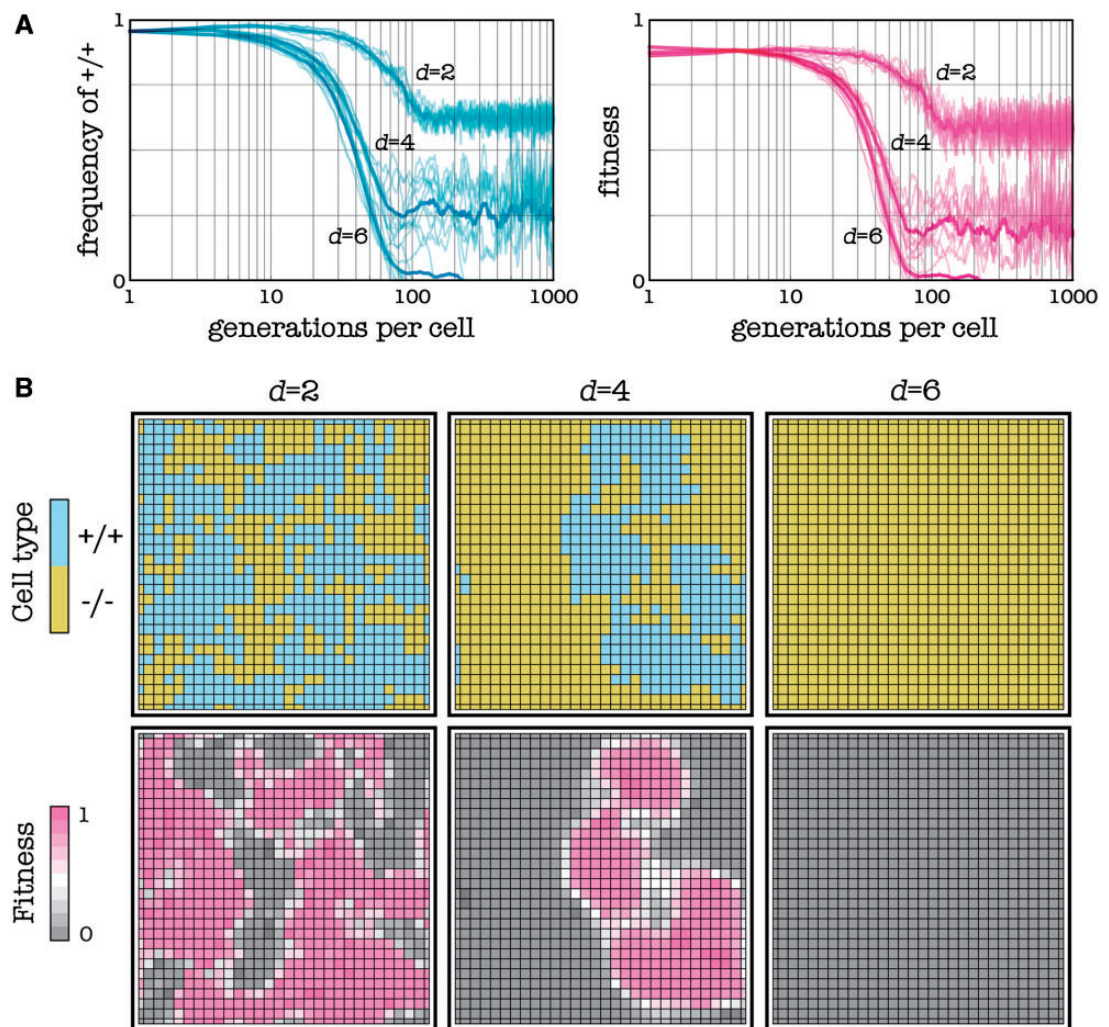 A
frequency of +/+
1
0
d=2
d=4
d=6
1 10 100 1000
generations per cell
fitness
1
0
d=2
d=4
d=6
1 10 100 1000
generations per cell
B
d=2 d=4 d=6
Cell type
+/+
-/-
Fitness
1
0